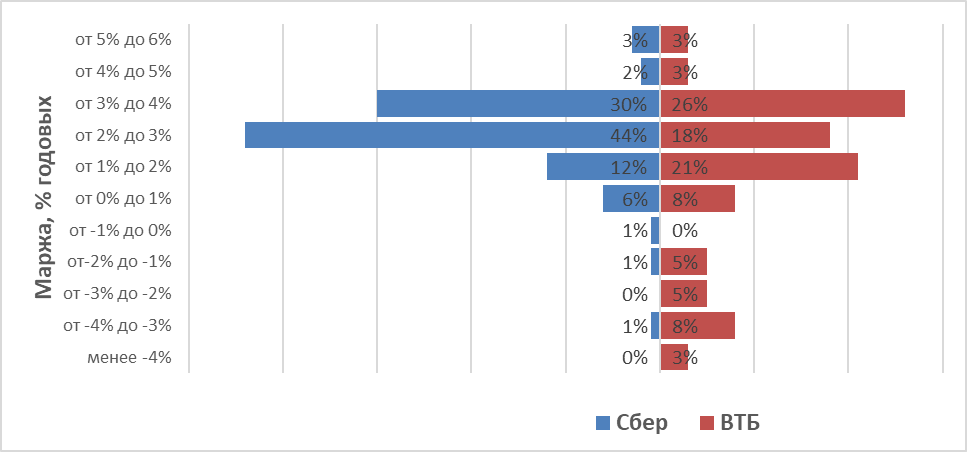 Маржа, % годовых
от 5% до 6% 3% 3%
от 4% до 5% 2% 3%
от 3% до 4% 30% 26%
от 2% до 3% 44% 18%
от 1% до 2% 12% 21%
от 0% до 1% 6% 8%
от -1% до 0% 1% 0%
от-2% до -1% 1% 5%
от -3% до -2% 0% 5%
от -4% до -3% 1% 8%
менее -4% 0% 3%
Сбер ВТБ